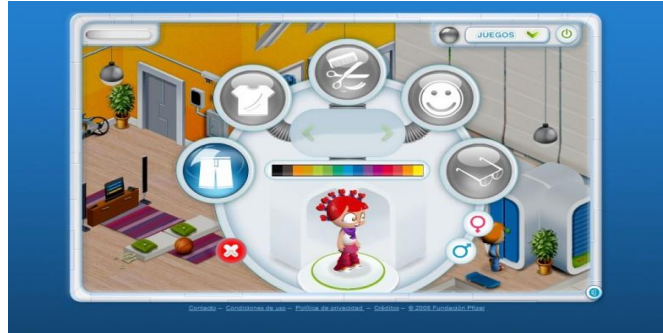 JUEGOS
Contacto – Condiciones de uso – Política de privacidad – Créditos – © 2008 Fundación Pfizer